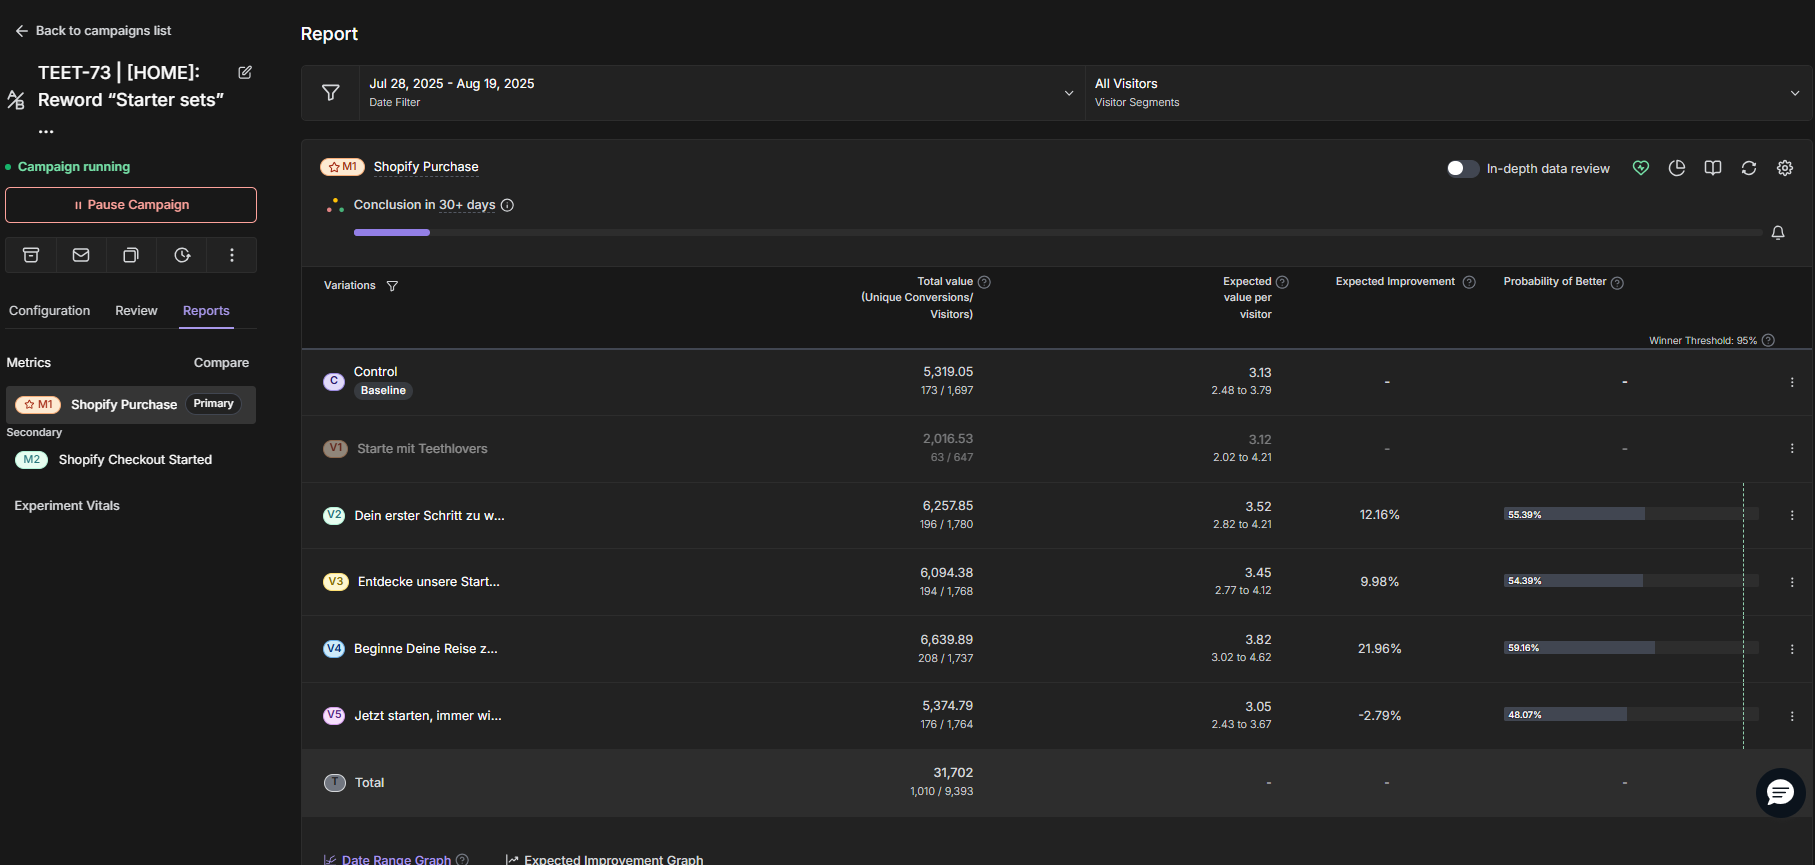 Back to campaigns list
TEET-73 | [HOME]:
Reword “Starter sets”
...
Campaign running
Pause Campaign
Configuration Review Reports
Metrics Compare
M1 Shopify Purchase Primary
Secondary
M2 Shopify Checkout Started
Experiment Vitals
Report
Jul 28, 2025 - Aug 19, 2025
Date Filter
All Visitors
Visitor Segments
M1 Shopify Purchase
In-depth data review
Conclusion in 30+ days
Variations
Total value
(Unique Conversions/
Visitors)
Expected
value per
visitor
Expected Improvement
Probability of Better
Winner Threshold: 95%
C Control
Baseline
5,319.05
173 / 1,697
3.13
2.48 to 3.79
-
-
V1 Starte mit Teethlovers
2,016.53
63 / 647
3.12
2.02 to 4.21
-
-
V2 Dein erster Schritt zu w...
6,257.85
196 / 1,780
3.52
2.82 to 4.21
12.16%
55.39%
V3 Entdecke unsere Start...
6,094.38
194 / 1,768
3.45
2.77 to 4.12
9.98%
54.39%
V4 Beginne Deine Reise z...
6,639.89
208 / 1,737
3.82
3.02 to 4.62
21.96%
59.16%
V5 Jetzt starten, immer wi...
5,374.79
176 / 1,764
3.05
2.43 to 3.67
-2.79%
48.07%
T Total
31,702
1,010 / 9,393
-
-
-
Date Range Graph
Expected Improvement Graph